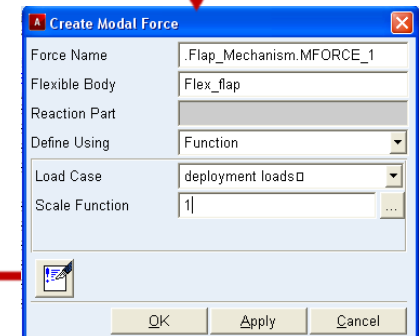 Create Modal Force
Force Name .Flap_Mechanism.MFORCE_1
Flexible Body Flex_flap
Reaction Part
Define Using Function
Load Case deployment loads□
Scale Function 1 ...
OK Apply Cancel